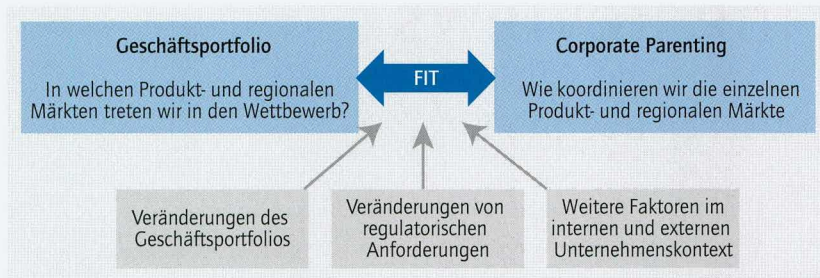 Geschäftsportfolio
In welchen Produkt- und regionalen
Märkten treten wir in den Wettbewerb?
FIT
Corporate Parenting
Wie koordinieren wir die einzelnen
Produkt- und regionalen Märkte
Veränderungen des
Geschäftsportfolios
Veränderungen von
regulatorischen
Anforderungen
Weitere Faktoren im
internen und externen
Unternehmenskontext